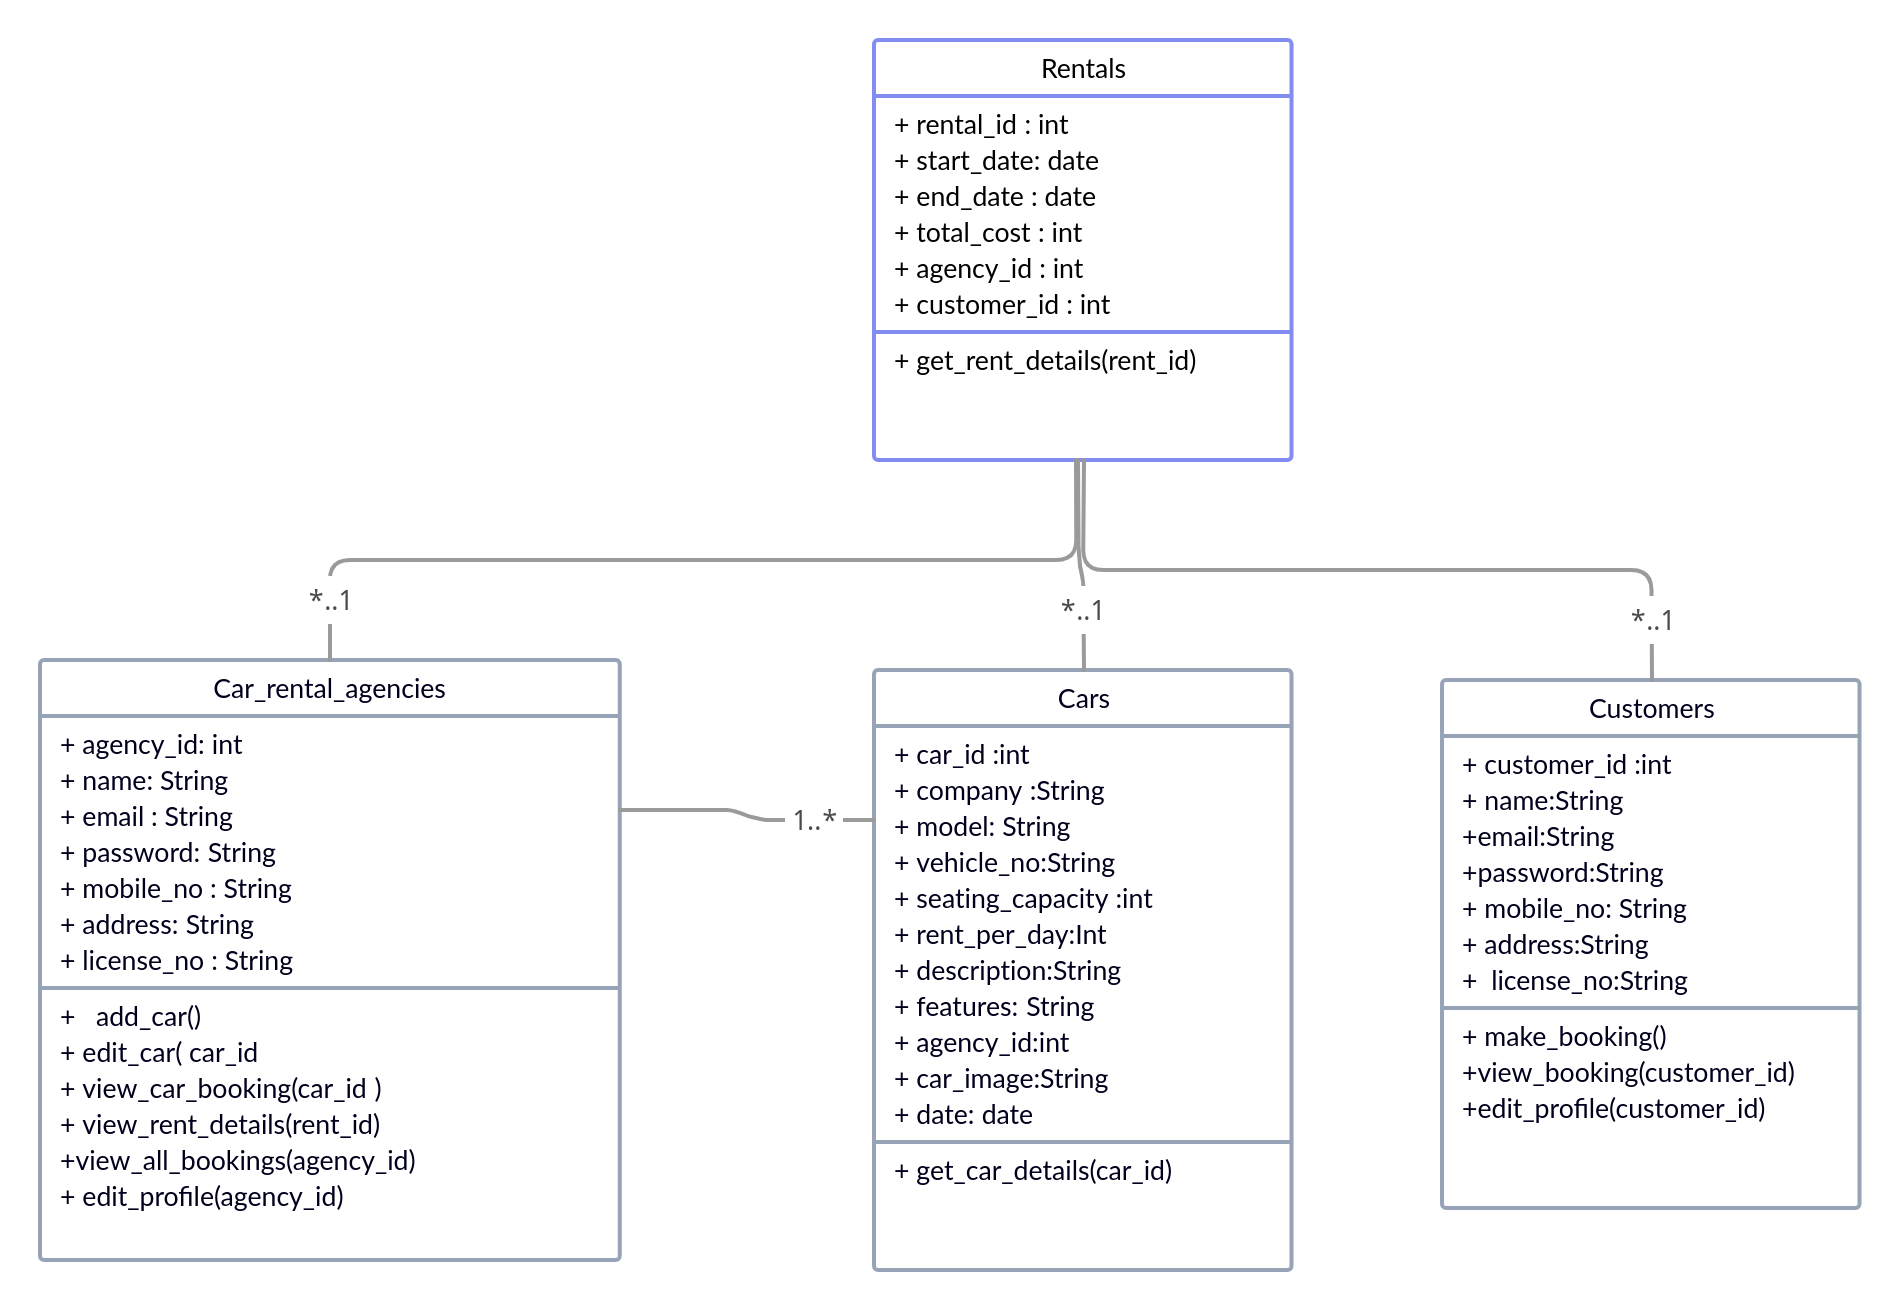 Rentals
+ rental_id : int
+ start_date: date
+ end_date : date
+ total_cost : int
+ agency_id : int
+ customer_id : int
+ get_rent_details(rent_id)
*..1
*..1
*..1
Car_rental_agencies
+ agency_id: int
+ name: String
+ email : String
+ password: String
+ mobile_no : String
+ address: String
+ license_no : String
+   add_car()
+ edit_car( car_id
+ view_car_booking(car_id )
+ view_rent_details(rent_id)
+view_all_bookings(agency_id)
+ edit_profile(agency_id)
1..*
Cars
+ car_id :int
+ company :String
+ model: String
+ vehicle_no:String
+ seating_capacity :int
+ rent_per_day:Int
+ description:String
+ features: String
+ agency_id:int
+ car_image:String
+ date: date
+ get_car_details(car_id)
Customers
+ customer_id :int
+ name:String
+email:String
+password:String
+ mobile_no: String
+ address:String
+  license_no:String
+ make_booking()
+view_booking(customer_id)
+edit_profile(customer_id)